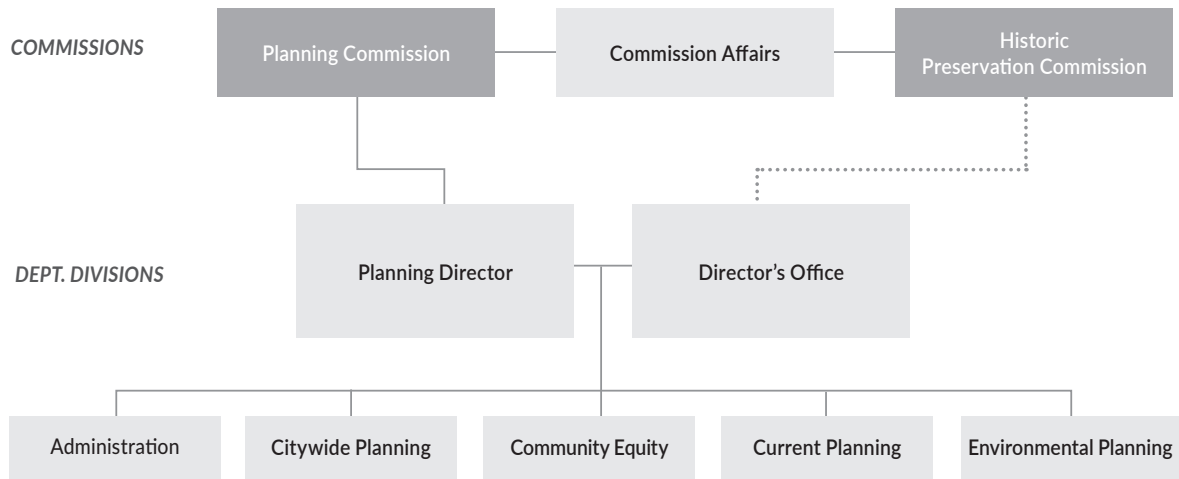 COMMISSIONS
Planning Commission
Commission Affairs
Historic
Preservation Commission
DEPT. DIVISIONS
Planning Director
Director's Office
Administration
Citywide Planning
Community Equity
Current Planning
Environmental Planning